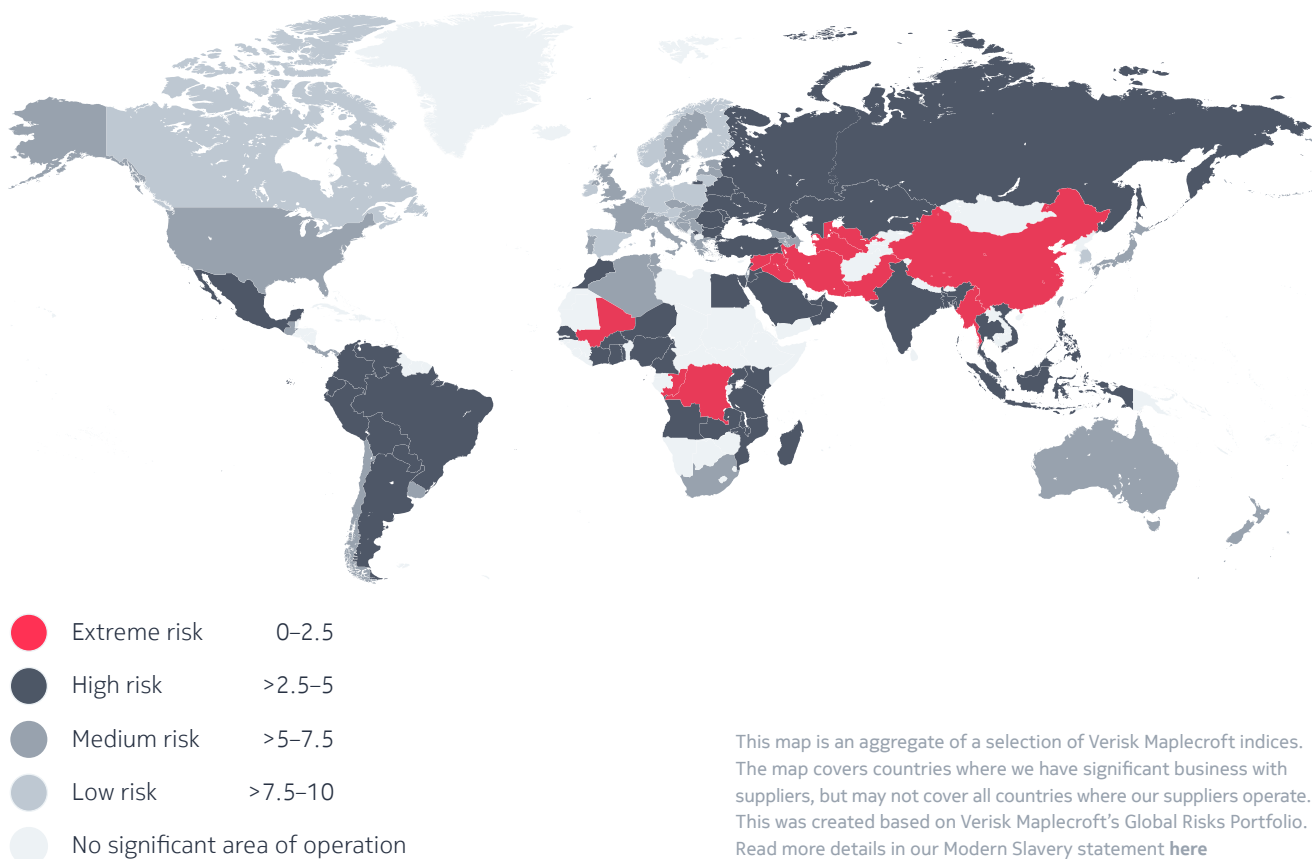 Extreme risk 0–2.5
High risk >2.5–5
Medium risk >5–7.5
Low risk >7.5–10
No significant area of operation
This map is an aggregate of a selection of Verisk Maplecroft indices.
The map covers countries where we have significant business with
suppliers, but may not cover all countries where our suppliers operate.
This was created based on Verisk Maplecroft’s Global Risks Portfolio.
Read more details in our Modern Slavery statement here